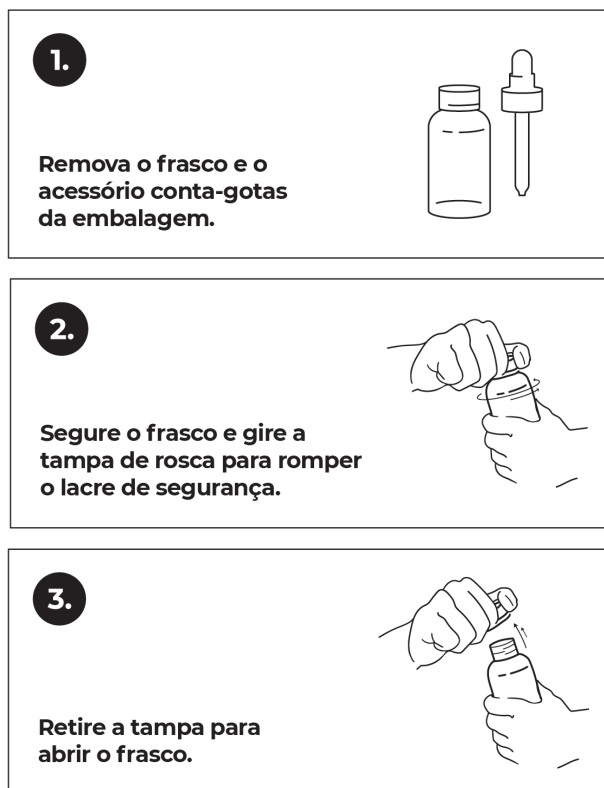 1.
Remova o frasco e o
acessório conta-gotas
da embalagem.
2.
Segure o frasco e gire a
tampa de rosca para romper
o lacre de segurança.
3.
Retire a tampa para
abrir o frasco.